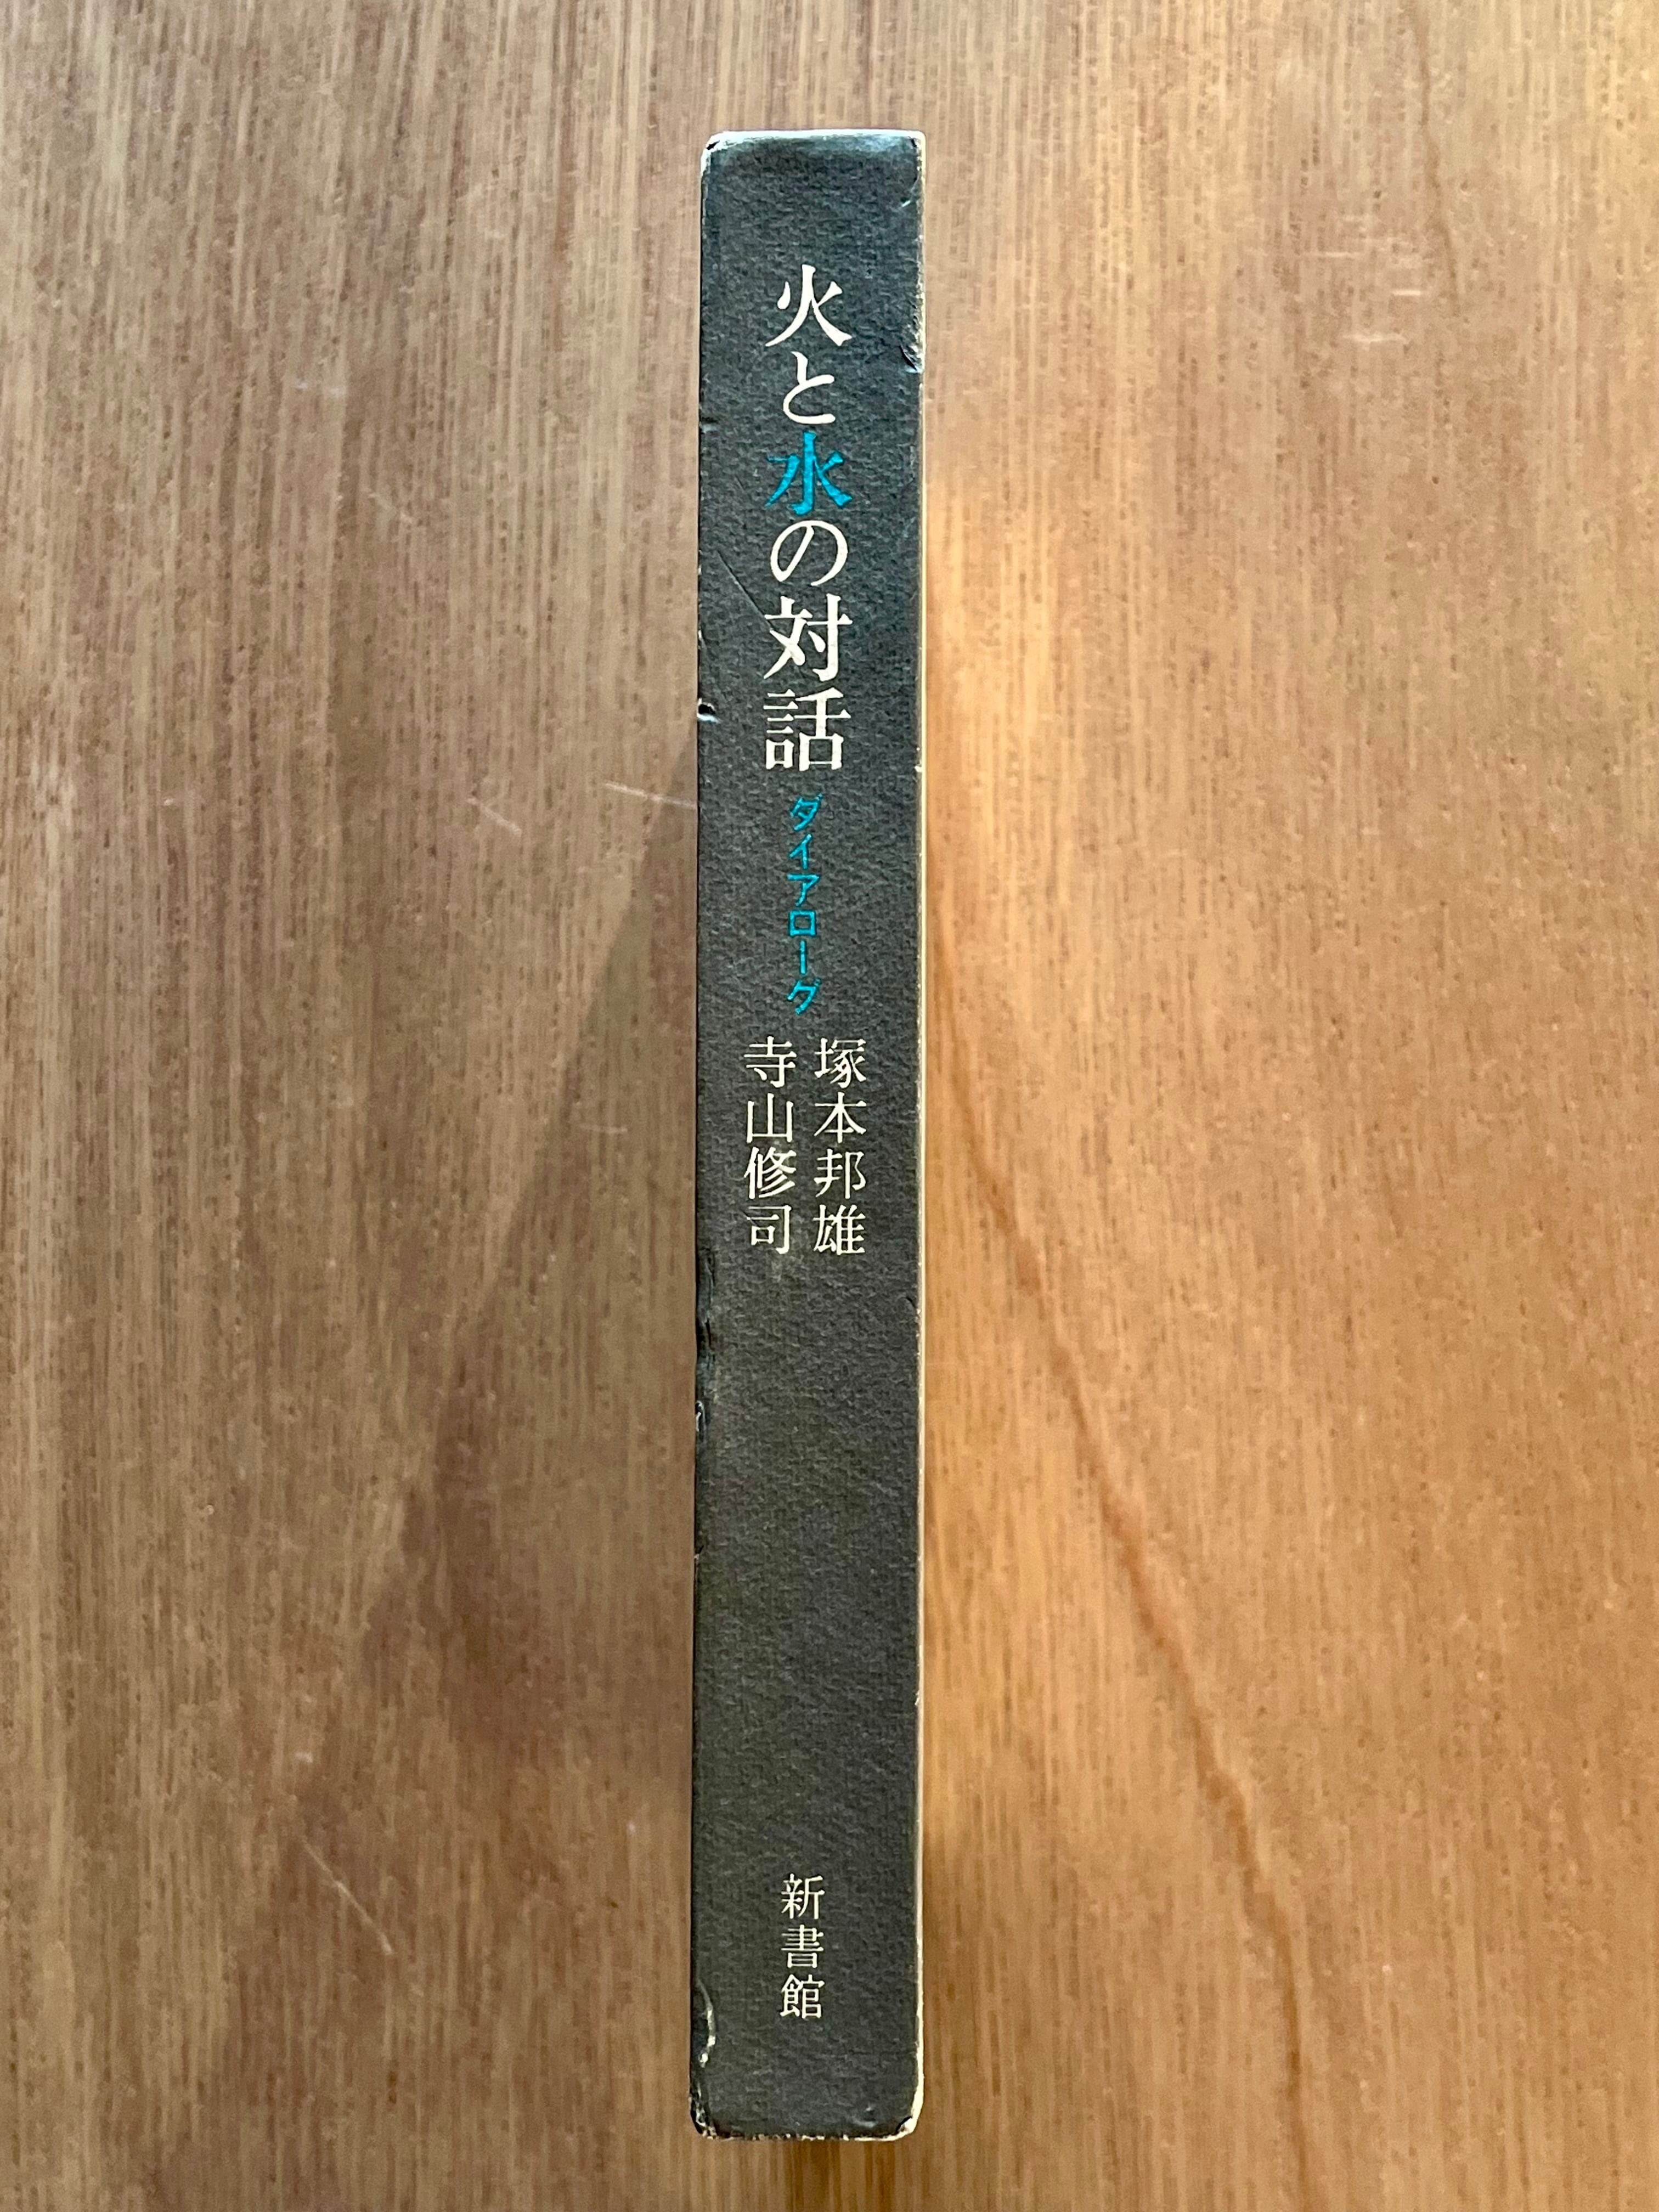 火と水の対話
ダイアローグ
塚本邦雄
寺山修司
新書館